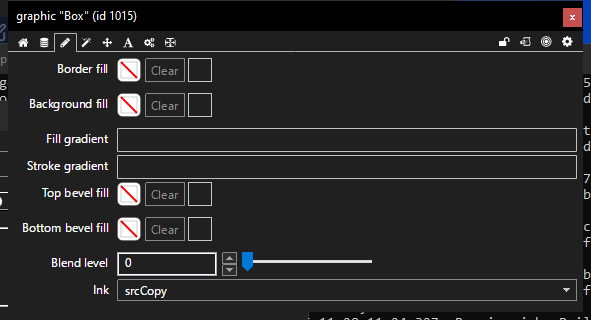 graphic "Box" (id 1015)
x
A
Border fill
Clear
Background fill
Clear
Fill gradient
Stroke gradient
Top bevel fill
Clear
Bottom bevel fill
Clear
Blend level
0
Ink
srcCopy